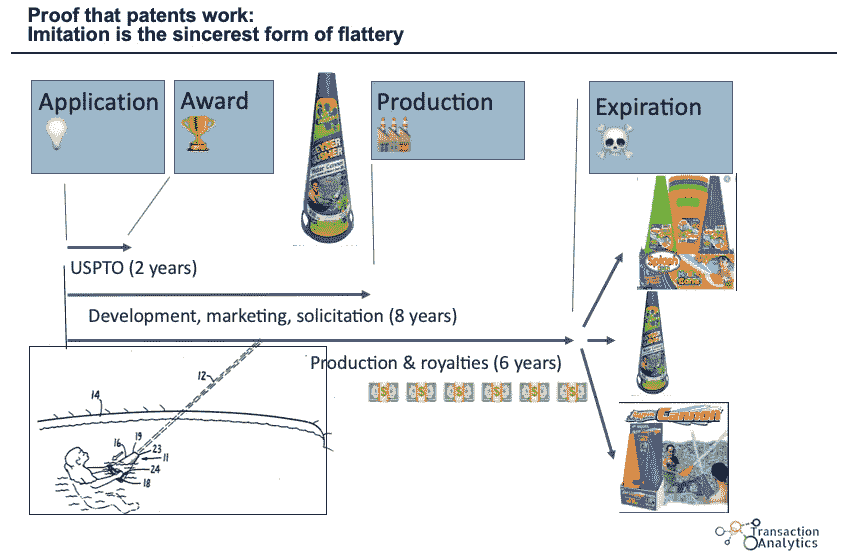 Proof that patents work:
Imitation is the sincerest form of flattery
Application
Award
Production
Expiration
USPTO (2 years)
Development, marketing, solicitation (8 years)
Production & royalties (6 years)
12
14
16
19
23
11
24
18
Splash
Cannon
Transaction
Analytics